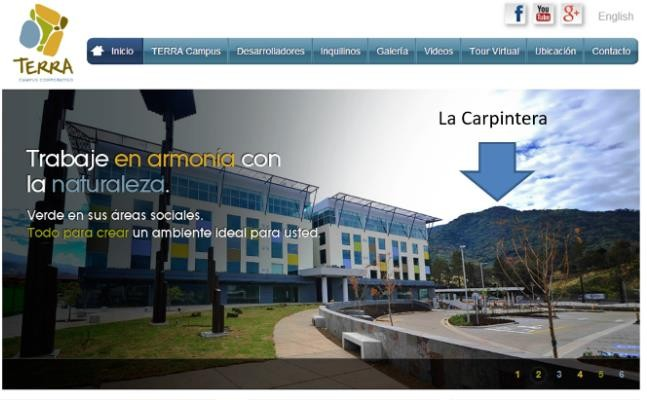 f
You
Tube
g+
English
TERRA
CAMPUS CORPORATIVO
Inicio
TERRA Campus
Desarrolladores
Inquilinos
Galería
Videos
Tour Virtual
Ubicación
Contacto
La Carpintera
Trabaje en armonía con
la naturaleza.
Verde en sus áreas sociales.
Todo para crear un ambiente ideal para usted.
1 2 3 4 5 6